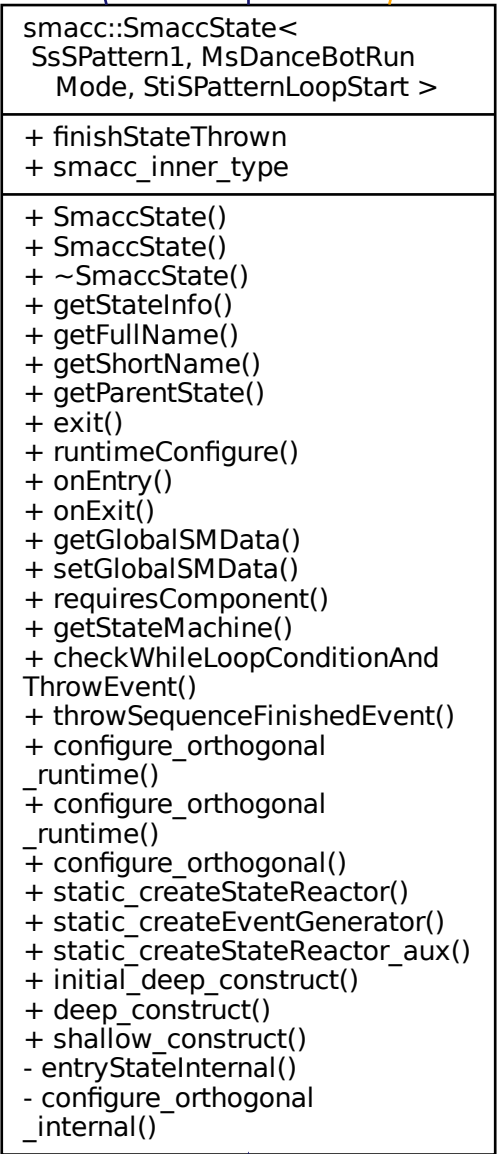 smacc::SmaccState<
SsSPattern1, MsDanceBotRun
Mode, StiSPatternLoopStart >
+ finishStateThrown
+ smacc_inner_type
+ SmaccState()
+ SmaccState()
+ ~SmaccState()
+ getStateInfo()
+ getFullName()
+ getShortName()
+ getParentState()
+ exit()
+ runtimeConfigure()
+ onEntry()
+ onExit()
+ getGlobalSMData()
+ setGlobalSMData()
+ requiresComponent()
+ getStateMachine()
+ checkWhileLoopConditionAnd
ThrowEvent()
+ throwSequenceFinishedEvent()
+ configure_orthogonal
_runtime()
+ configure_orthogonal
_runtime()
+ configure_orthogonal()
+ static_createStateReactor()
+ static_createEventGenerator()
+ static_createStateReactor_aux()
+ initial_deep_construct()
+ deep_construct()
+ shallow_construct()
- entryStateInternal()
- configure_orthogonal
_internal()